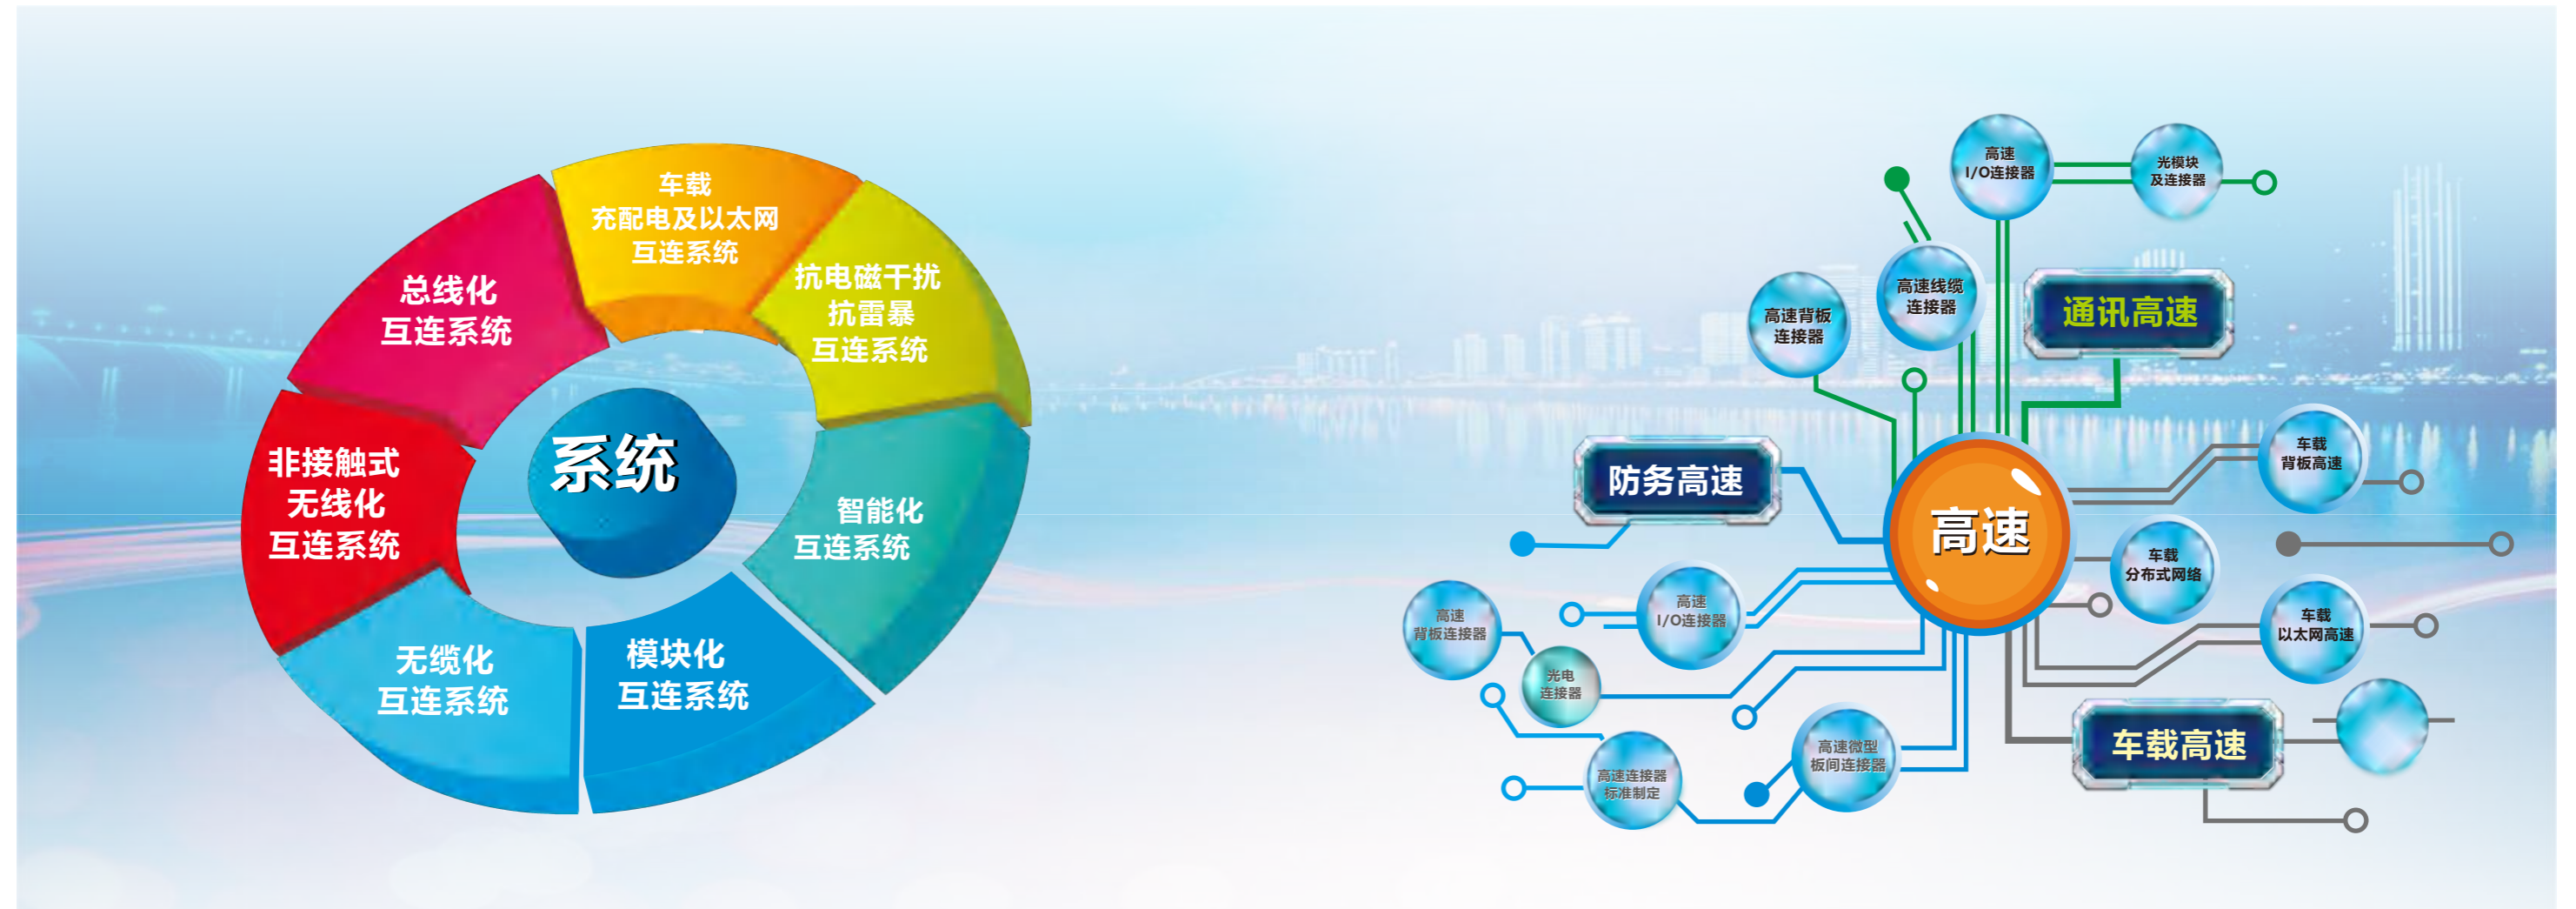 车载
充配电及以太网
互连系统
抗电磁干扰
抗雷暴
互连系统
智能化
互连系统
模块化
互连系统
无缆化
互连系统
非接触式
无线化
互连系统
总线化
互连系统
系统
高速
I/O连接器
光模块
及连接器
高速线缆
连接器
高速背板
连接器
通讯高速
防务高速
高速
车载
背板高速
车载
分布式网络
车载
以太网高速
车载高速
高速
I/O连接器
高速
背板连接器
光电
连接器
高速微型
板间连接器
高速连接器
标准制定